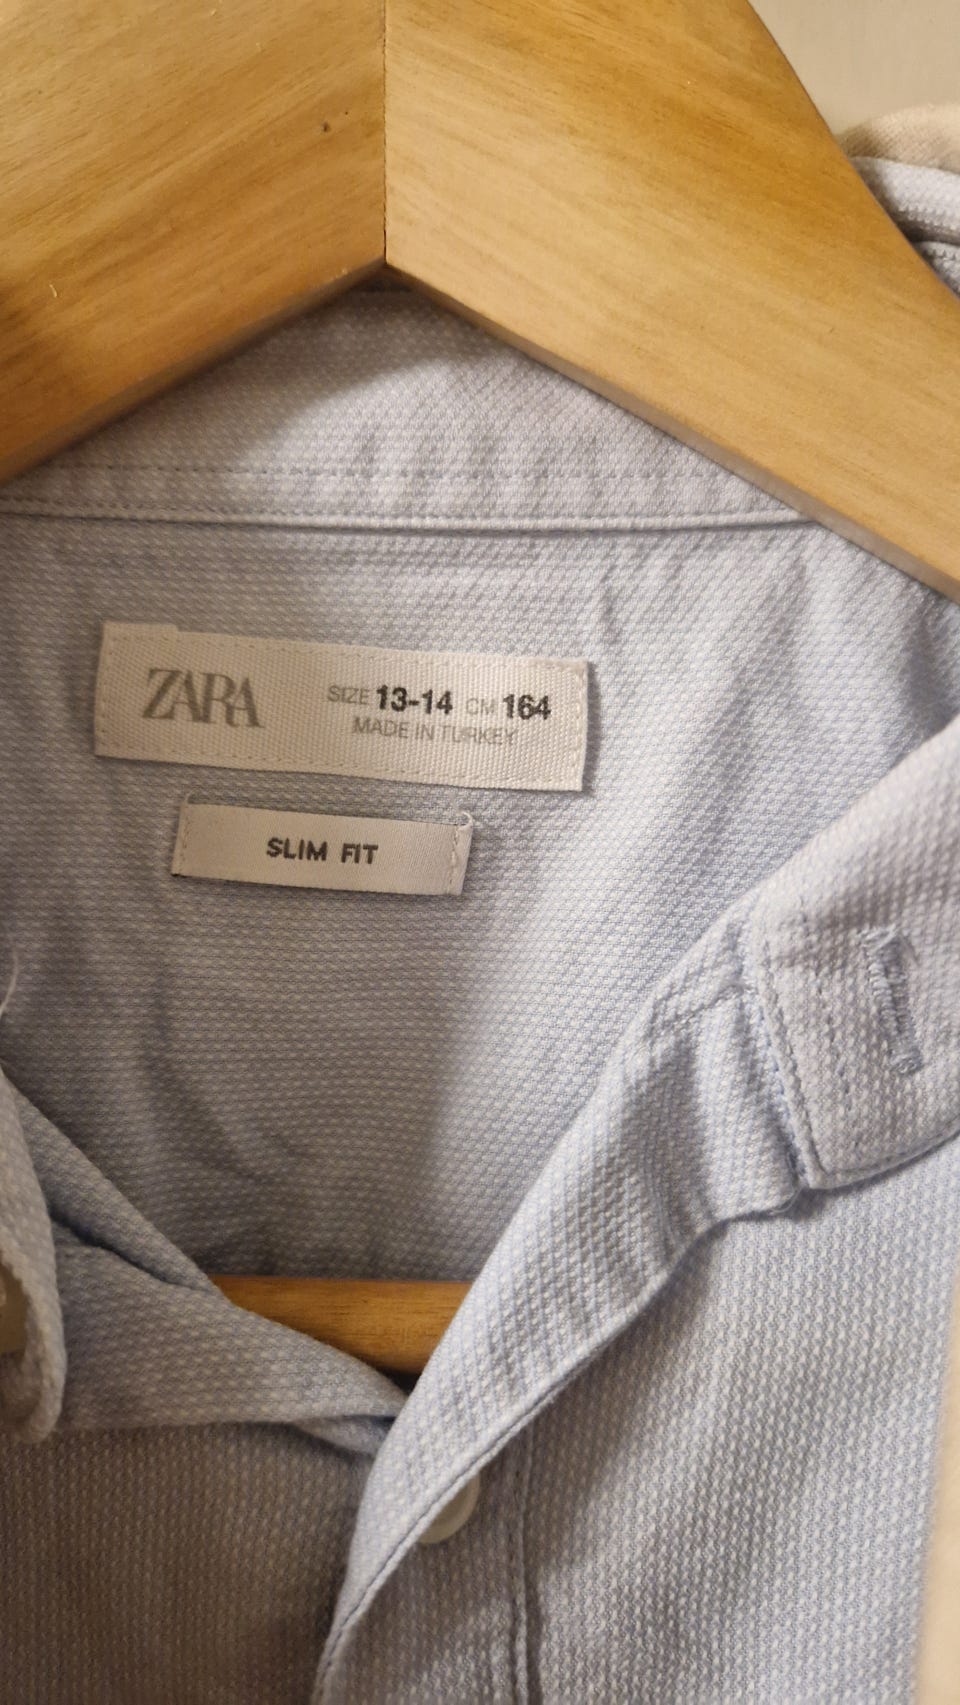 ZARA
SIZE 13-14 CM 164
MADE IN TURKEY
SLIM FIT